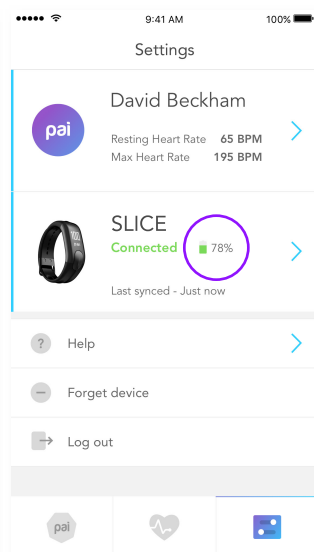 9:41 AM
100%
Settings
David Beckham
pai
Resting Heart Rate 65 BPM
Max Heart Rate 195 BPM
SLICE
Connected 78%
Last synced - Just now
? Help
Forget device
Log out
pai